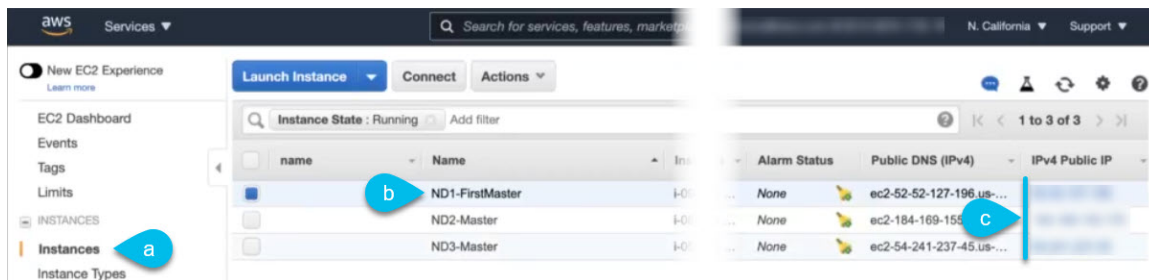 aws Services Search for services, features, marketpl N. California Support
New EC2 Experience
Learn more
Launch Instance Connect Actions
EC2 Dashboard
Instance State : Running Add filter 1 to 3 of 3
Events
Tags
name Name Ins Alarm Status Public DNS (IPv4) IPv4 Public IP
Limits
b ND1-FirstMaster ... None ec2-52-52-127-196.us-...
INSTANCES
ND2-Master ... None ec2-184-169-155 c
Instances a
ND3-Master ... None ec2-54-241-237-45.us-...
Instance Types